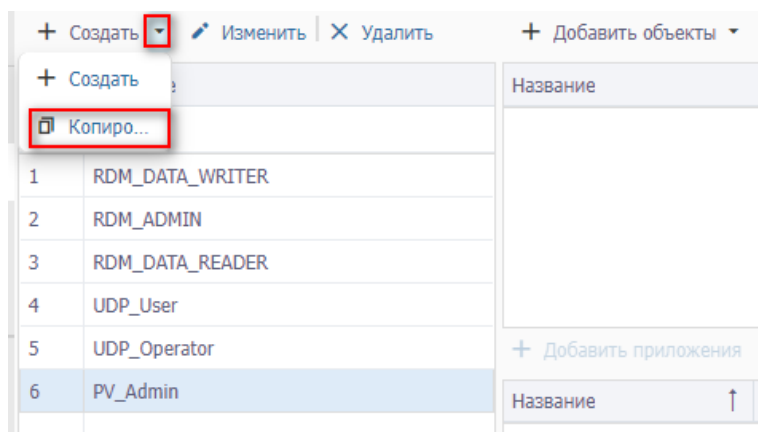 Создать Изменить Удалить Добавить объекты
Создать Название
Копиро...
1 RDM_DATA_WRITER
2 RDM_ADMIN
3 RDM_DATA_READER
4 UDP_User
5 UDP_Operator
Добавить приложения
6 PV_Admin
Название